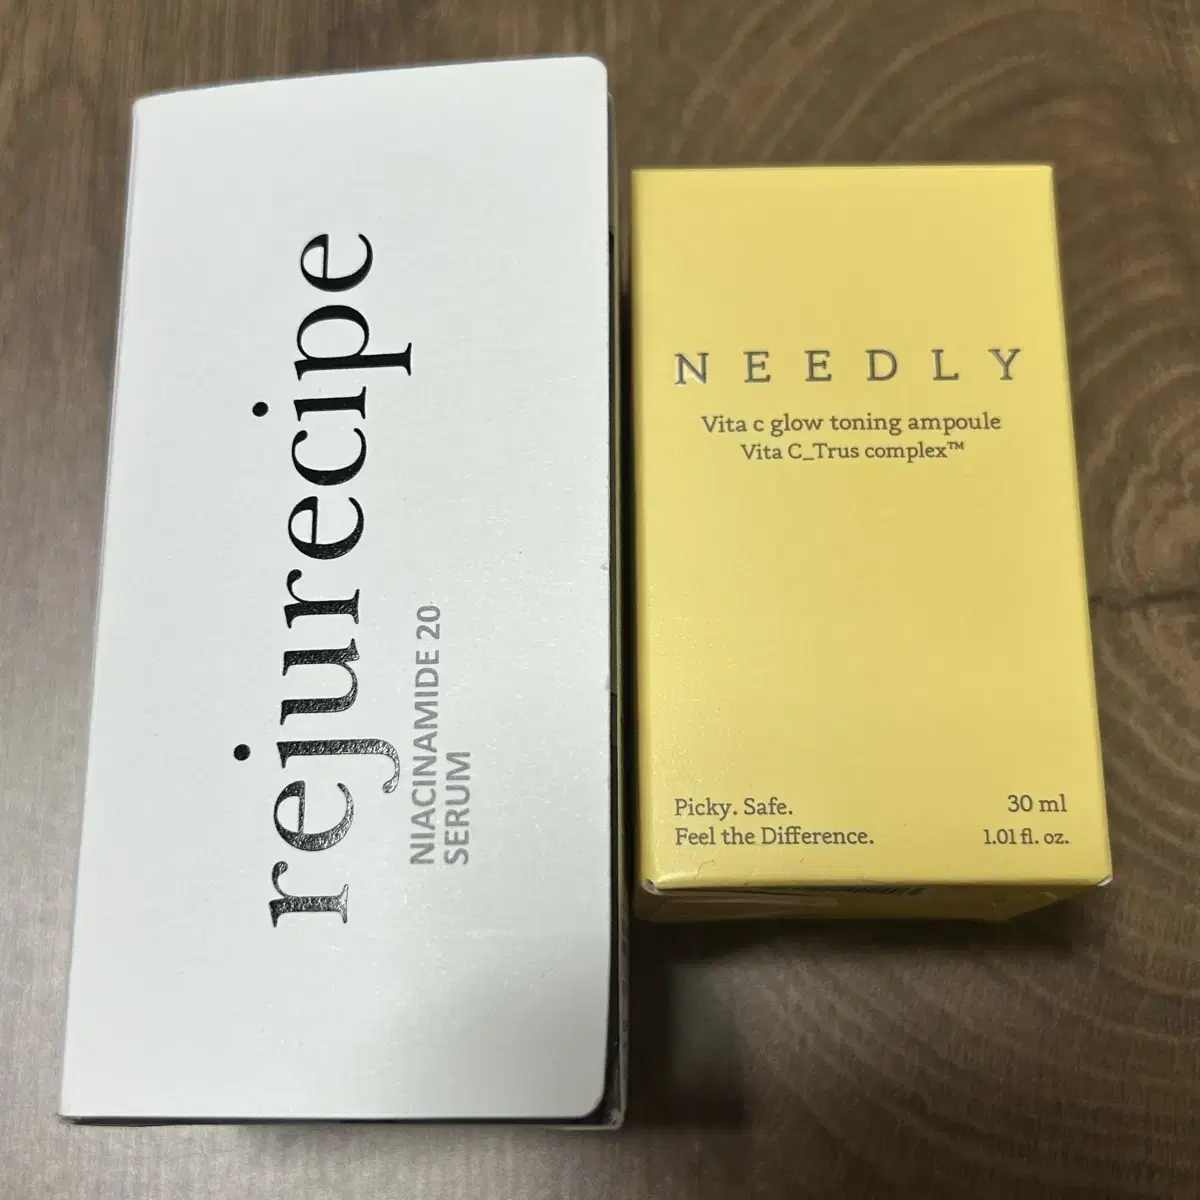 rejurecipe
NIACINAMIDE 20
SERUM
NEEDLY
Vita c glow toning ampoule
Vita C_Trus complex™
Picky. Safe.
Feel the Difference.
30 ml
1.01 fl. oz.